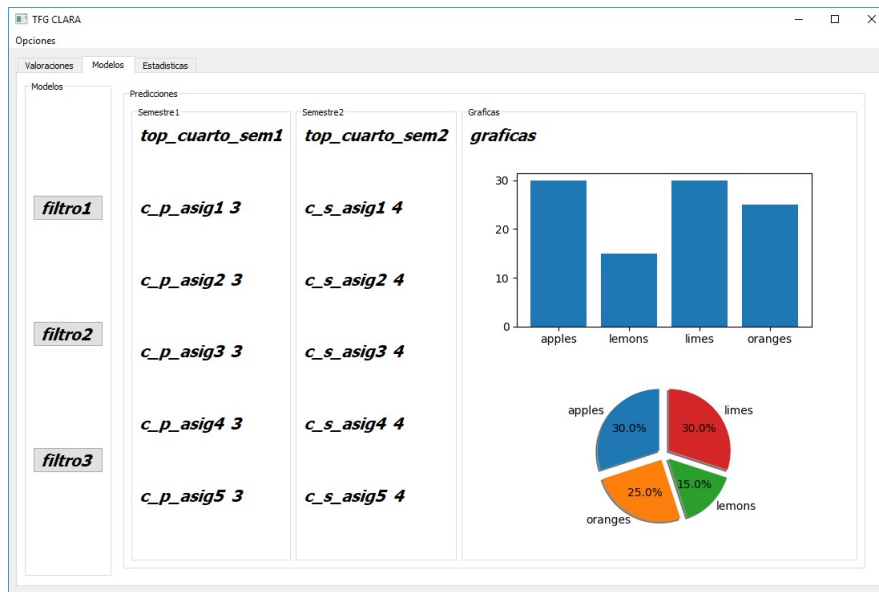 TFG CLARA
Opciones
Valoraciones Modelos Estadisticas
Modelos
filtro1
filtro2
filtro3
Predicciones
Semestre1
top_cuarto_sem1
c_p_asig1 3
c_p_asig2 3
c_p_asig3 3
c_p_asig4 3
c_p_asig5 3
Semestre2
top_cuarto_sem2
c_s_asig1 4
c_s_asig2 4
c_s_asig3 4
c_s_asig4 4
c_s_asig5 4
Graficas
graficas
30
20
10
0
apples lemons limes oranges
apples limes
30.0% 30.0%
25.0% 15.0%
oranges lemons